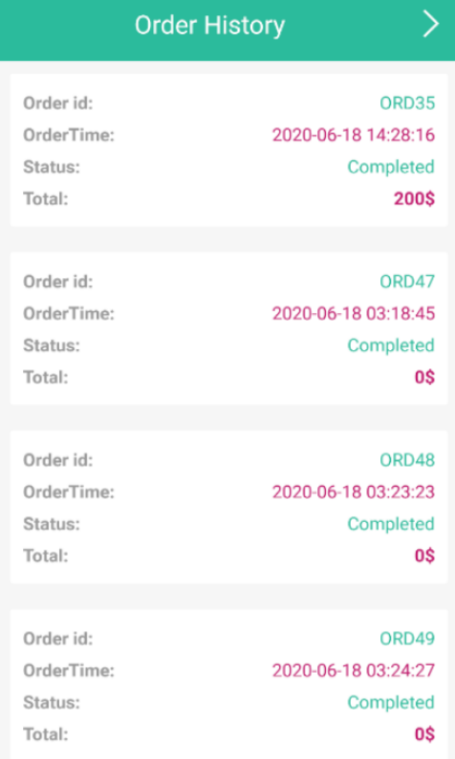 Order History
Order id: ORD35
OrderTime: 2020-06-18 14:28:16
Status: Completed
Total: 200$
Order id: ORD47
OrderTime: 2020-06-18 03:18:45
Status: Completed
Total: 0$
Order id: ORD48
OrderTime: 2020-06-18 03:23:23
Status: Completed
Total: 0$
Order id: ORD49
OrderTime: 2020-06-18 03:24:27
Status: Completed
Total: 0$